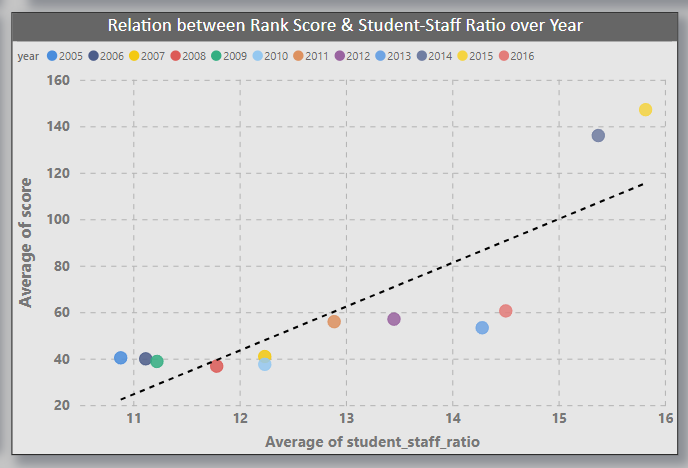 Relation between Rank Score & Student-Staff Ratio over Year
year 2005 2006 2007 2008 2009 2010 2011 2012 2013 2014 2015 2016
160
140
120
100
80
60
40
20
Average of score
11 12 13 14 15 16
Average of student_staff_ratio